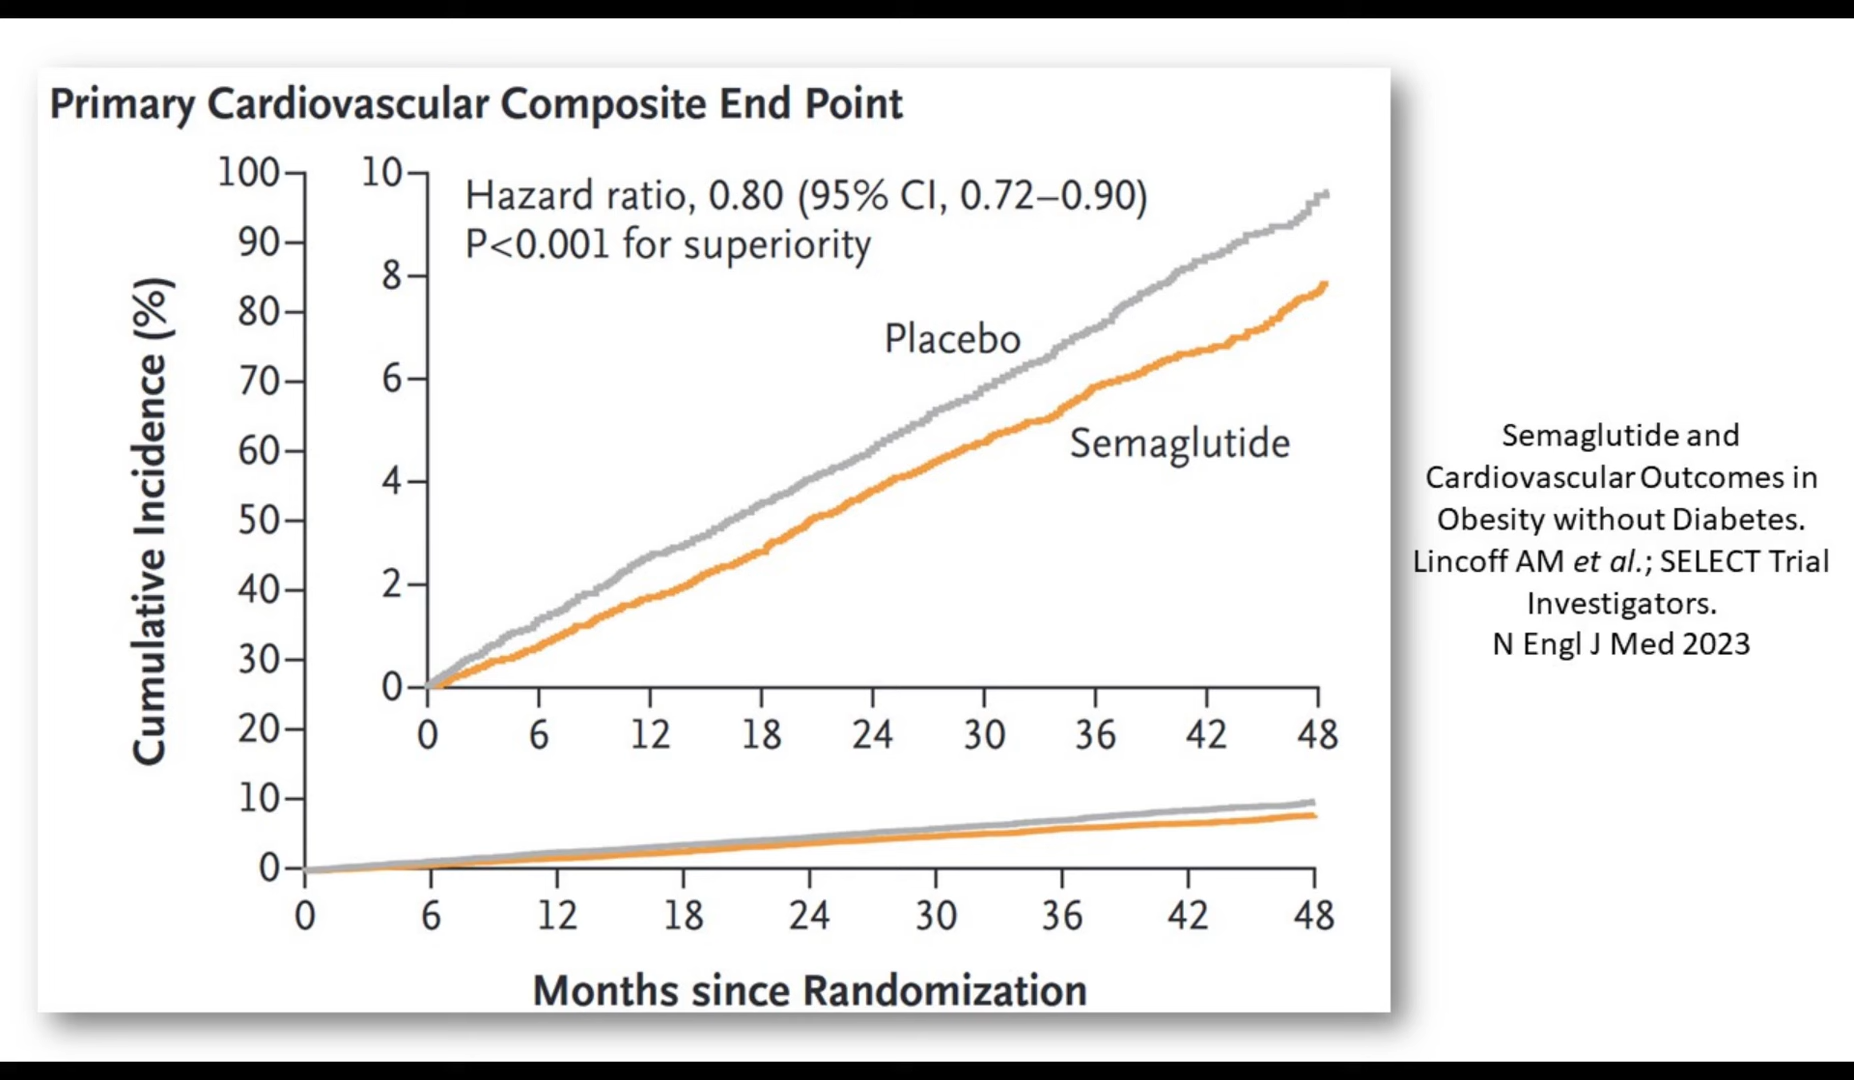 Primary Cardiovascular Composite End Point
Cumulative Incidence (%)
100
90
80
70
60
50
40
30
20
10
0
10
8
6
4
2
0
Hazard ratio, 0.80 (95% CI, 0.72–0.90)
P<0.001 for superiority
Placebo
Semaglutide
0 6 12 18 24 30 36 42 48
0 6 12 18 24 30 36 42 48
Months since Randomization
Semaglutide and
Cardiovascular Outcomes in
Obesity without Diabetes.
Lincoff AM et al.; SELECT Trial
Investigators.
N Engl J Med 2023